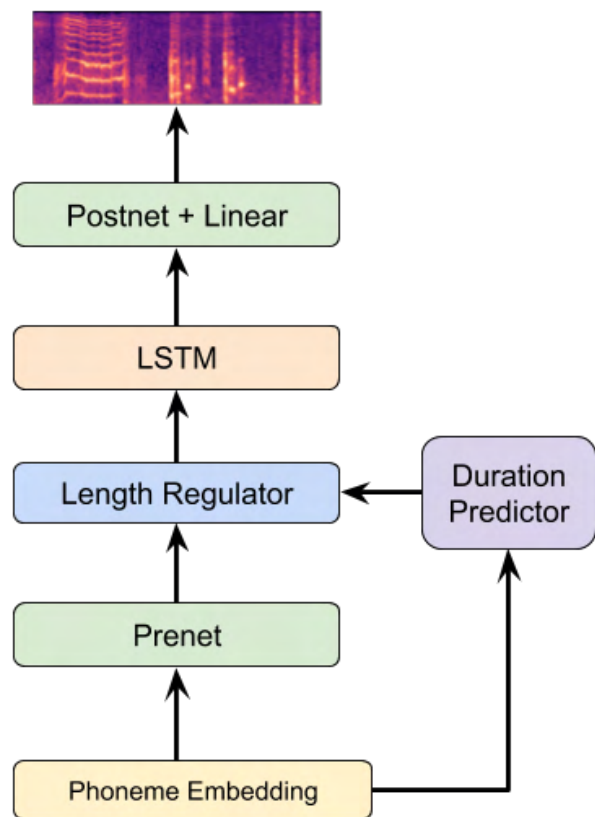 Postnet + Linear
LSTM
Length Regulator
Duration
Predictor
Prenet
Phoneme Embedding